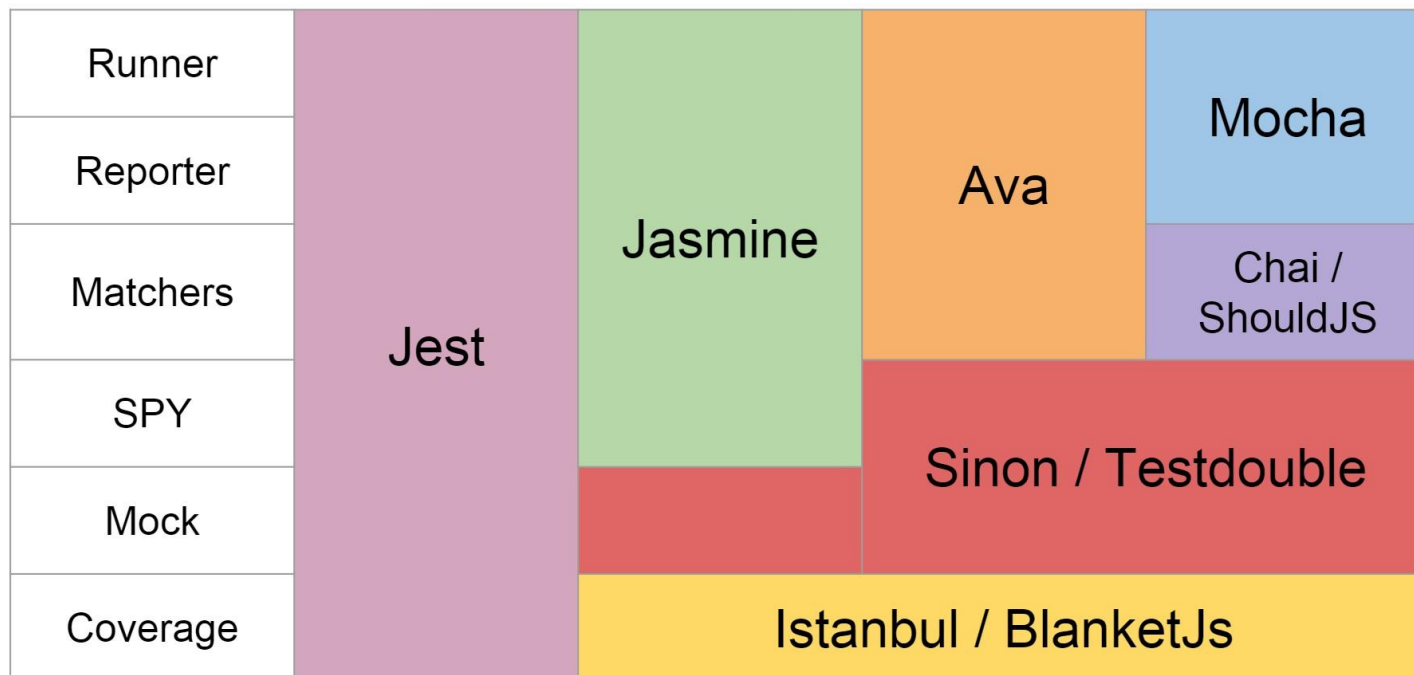 Runner
Reporter
Matchers
SPY
Mock
Coverage
Jest
Jasmine
Ava
Mocha
Chai /
ShouldJS
Sinon / Testdouble
Istanbul / BlanketJs